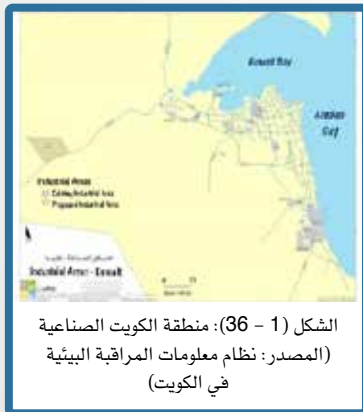 Kuwait Bay
Arabian
Gulf
Industrial Areas
Existing Industrial Area
Proposed Industrial Area
Industrial Areas - Kuwait
الشكل (1 - 36): منطقة الكويت الصناعية
(المصدر: نظام معلومات المراقبة البيئية
في الكويت)